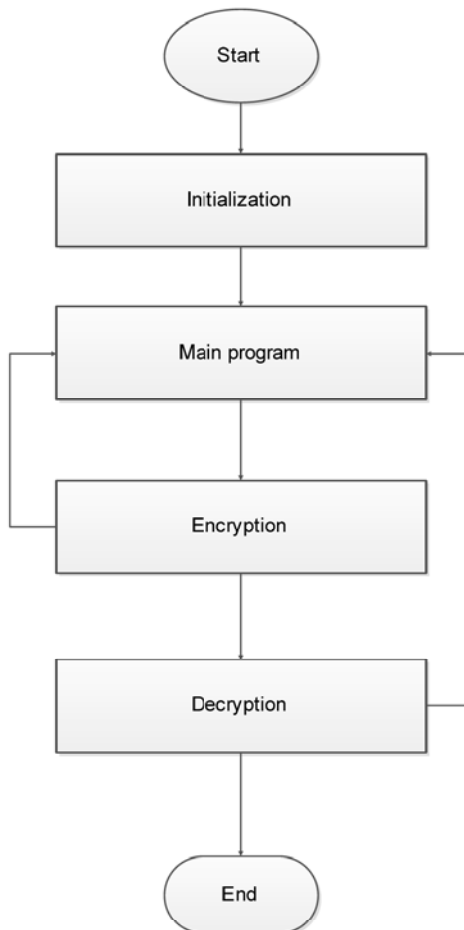 Start
Initialization
Main program
Encryption
Decryption
End